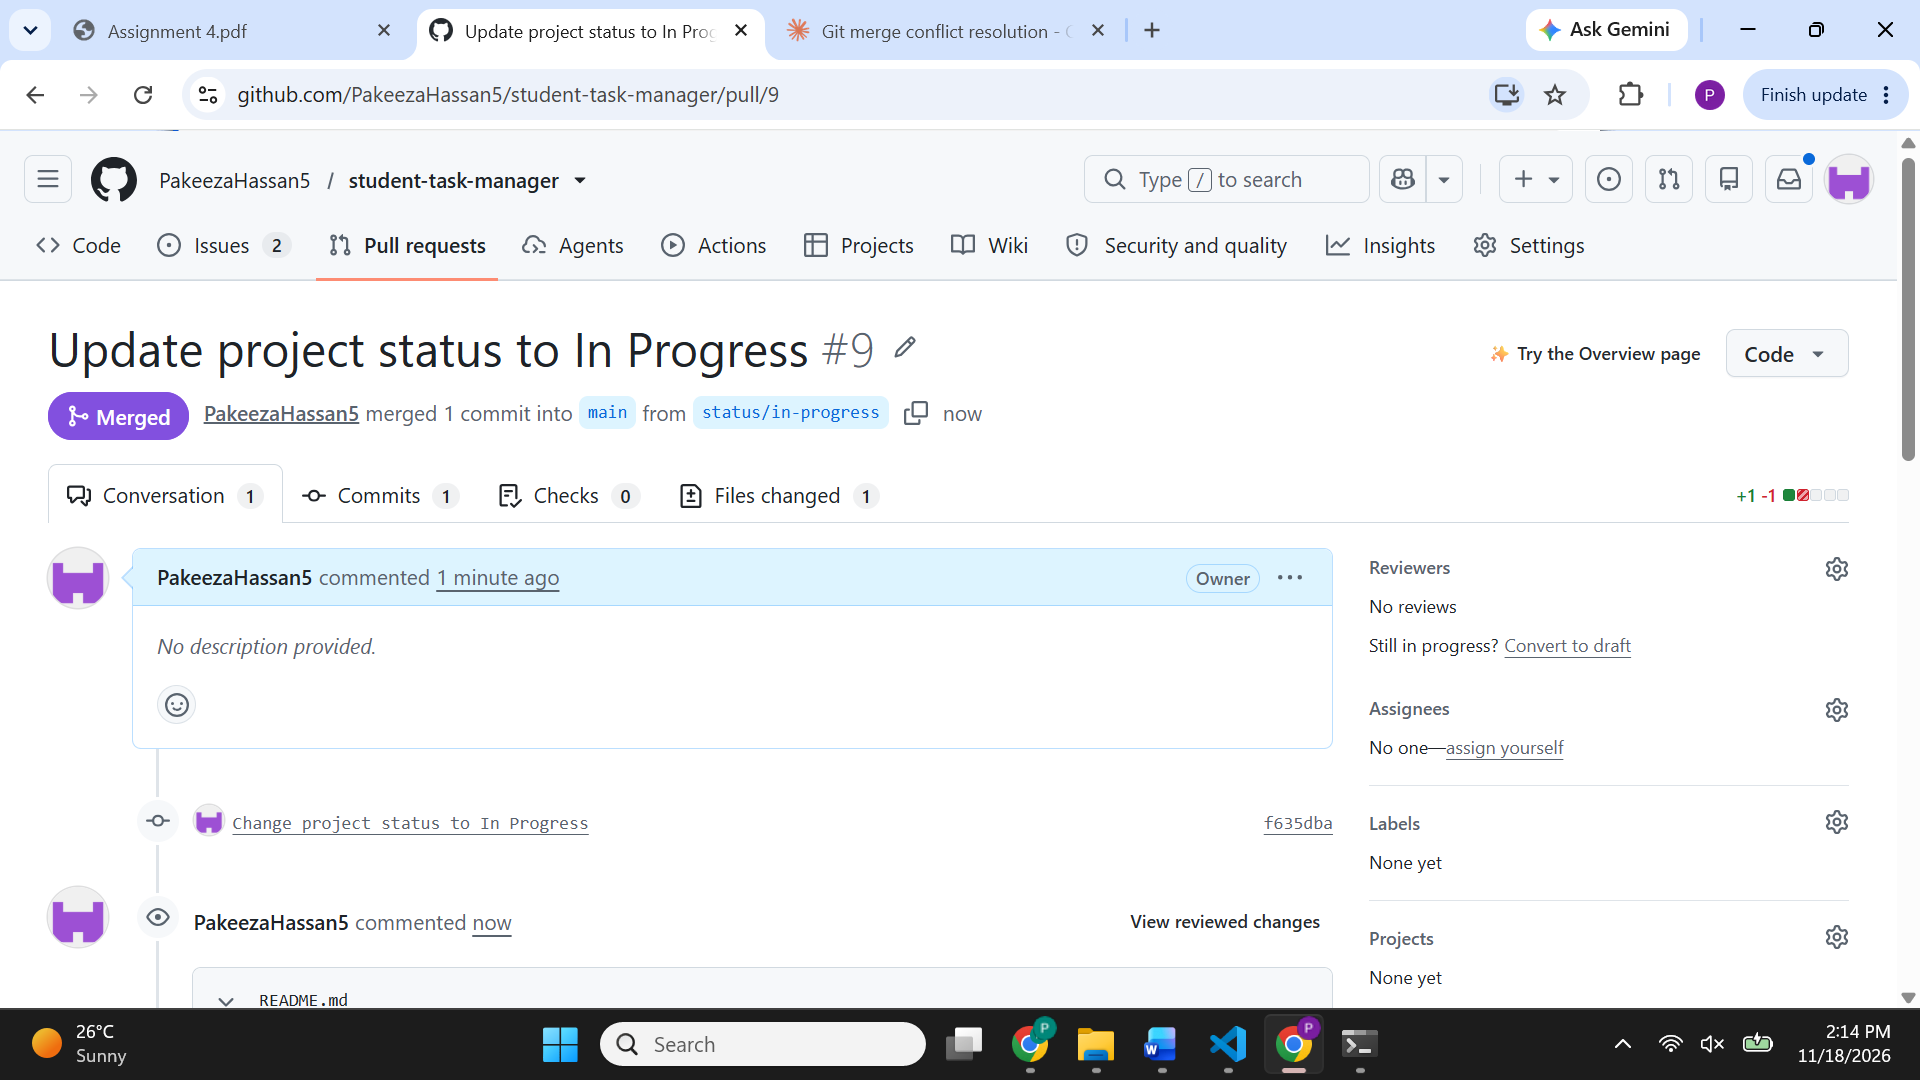 Assignment 4.pdf
Update project status to In Prog
Git merge conflict resolution -
Ask Gemini
github.com/PakeezaHassan5/student-task-manager/pull/9
P
Finish update
PakeezaHassan5 / student-task-manager
Type / to search
Code
Issues 2
Pull requests
Agents
Actions
Projects
Wiki
Security and quality
Insights
Settings
Update project status to In Progress #9
Try the Overview page
Code
Merged
PakeezaHassan5 merged 1 commit into main from status/in-progress now
Conversation 1
Commits 1
Checks 0
Files changed 1
+1 -1
PakeezaHassan5 commented 1 minute ago
Owner
No description provided.
Change project status to In Progress
f635dba
PakeezaHassan5 commented now
View reviewed changes
README.md
Reviewers
No reviews
Still in progress? Convert to draft
Assignees
No one—assign yourself
Labels
None yet
Projects
None yet
26°C
Sunny
Search
P
W
P
2:14 PM
11/18/2026